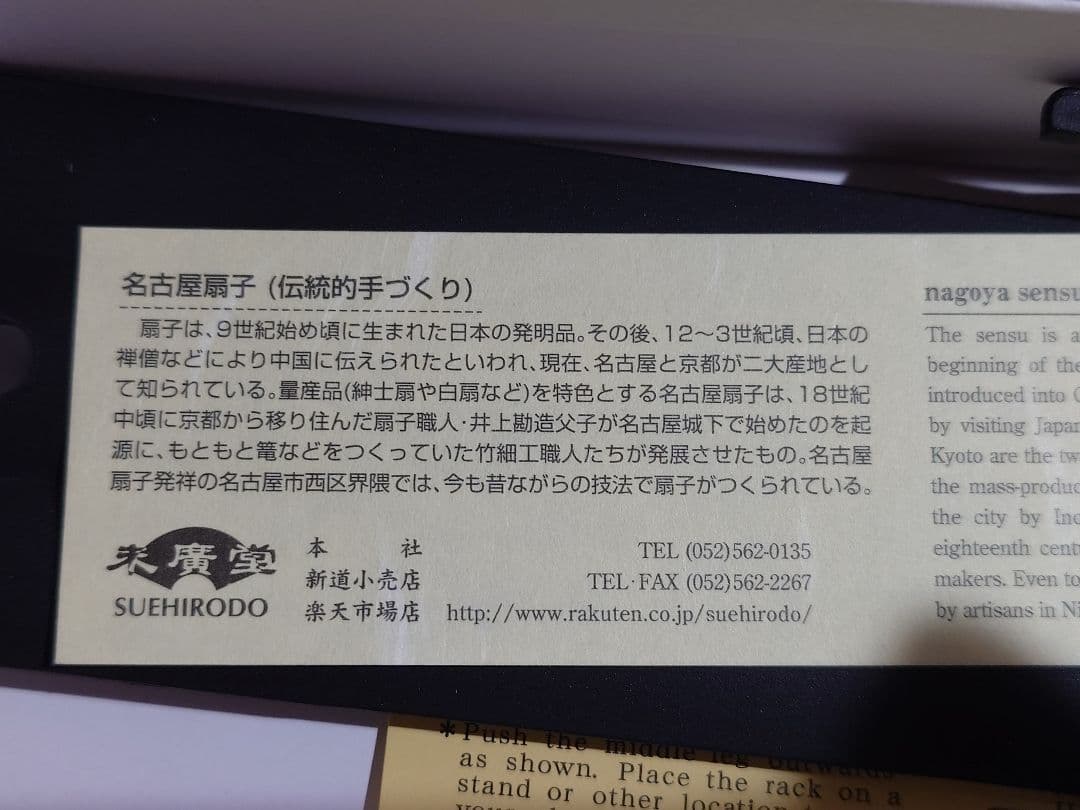 名古屋扇子 (伝統的手づくり)
扇子は、9世紀始め頃に生まれた日本の発明品。その後、12〜3世紀頃、日本の
禅僧などにより中国に伝えられたといわれ、現在、名古屋と京都が二大産地とし
て知られている。量産品(紳士扇や白扇など)を特色とする名古屋扇子は、18世紀
中頃に京都から移り住んだ扇子職人・井上勘造父子が名古屋城下で始めたのを起
源に、もともと篭などをつくっていた竹細工職人たちが発展させたもの。名古屋
扇子発祥の名古屋市西区界隈では、今も昔ながらの技法で扇子がつくられている。
末廣堂
SUEHIRODO
本 社 TEL (052)562-0135
新道小売店 TEL・FAX (052)562-2267
楽天市場店 http://www.rakuten.co.jp/suehirodo/
nagoya sensu
The sensu is a
beginning of the
introduced into
by visiting Japan
Kyoto are the tw
the mass-produc
the city by In
eighteenth cent
makers. Even to
by artisans in Ni
*Push the middle leg outwards
as shown. Place the rack on a
stand or other location